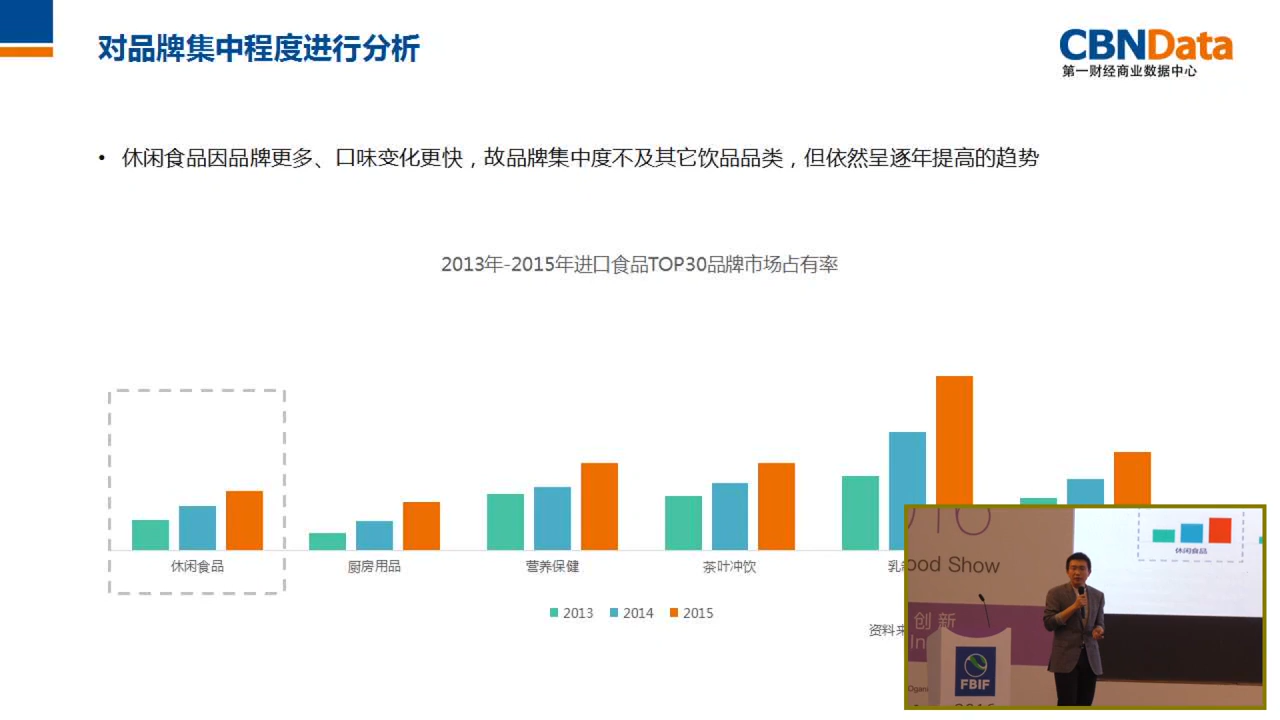 对品牌集中程度进行分析
CBNData
第一财经商业数据中心
• 休闲食品因品牌更多、口味变化更快，故品牌集中度不及其它饮品品类，但依然呈逐年提高的趋势
2013年-2015年进口食品TOP30品牌市场占有率
休闲食品
厨房用品
营养保健
茶叶冲饮
2013
2014
2015
资料来
ood Show
创新
In
休闲食品
FBIF